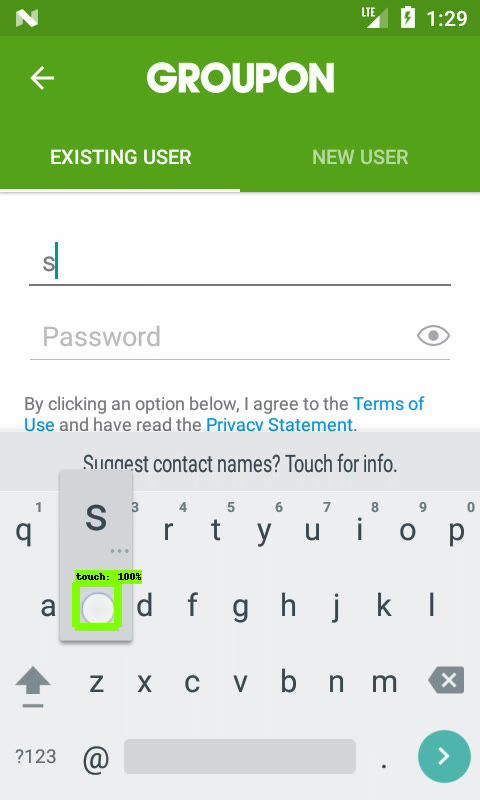 LTE 1:29
GROUPON
EXISTING USER NEW USER
s
Password
By clicking an option below, I agree to the Terms of
Use and have read the Privacy Statement.
Suggest contact names? Touch for info.
1 3 4 5 6 7 8 9 0
q r t y u i o p
s
...
touch: 100%
a d f g h j k l
z x c v b n m
?123 @ .